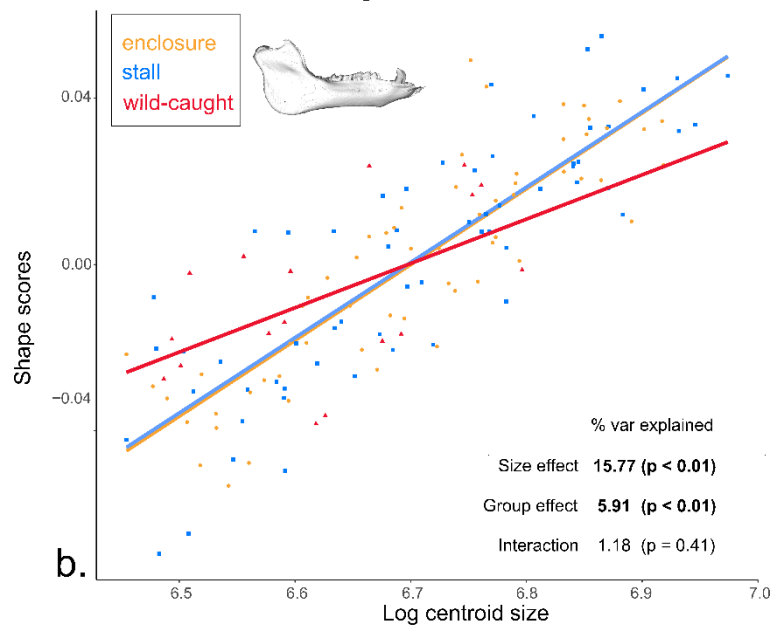 enclosure
stall
wild-caught
0.04
0.00
−0.04
Shape scores
% var explained
Size effect 15.77 (p < 0.01)
Group effect 5.91 (p < 0.01)
Interaction 1.18 (p = 0.41)
b.
6.5 6.6 6.7 6.8 6.9 7.0
Log centroid size